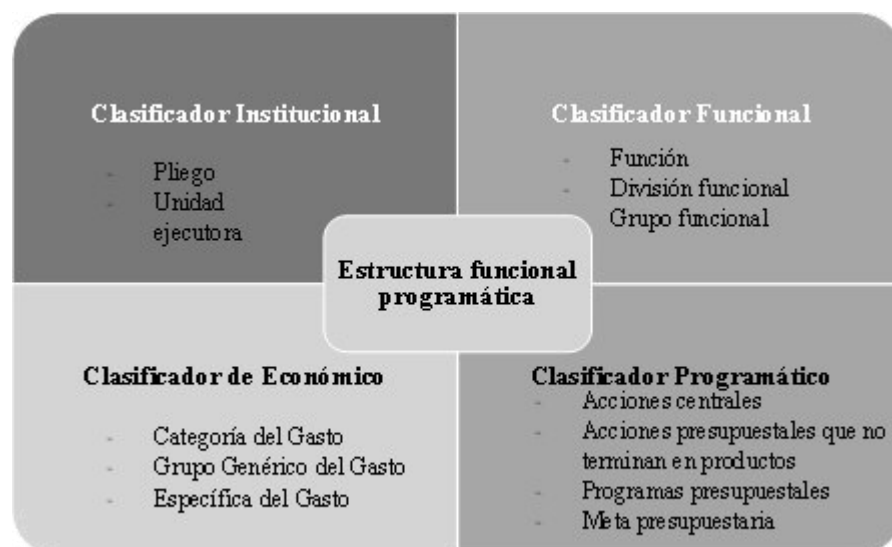 Clasificador Institucional
- Pliego
- Unidad
ejecutora
Clasificador Funcional
- Función
- División funcional
- Grupo funcional
Estructura funcional
programática
Clasificador de Económico
- Categoría del Gasto
- Grupo Genérico del Gasto
- Específica del Gasto
Clasificador Programático
- Acciones centrales
- Acciones presupuestales que no
terminan en productos
- Programas presupuestales
- Meta presupuestaria